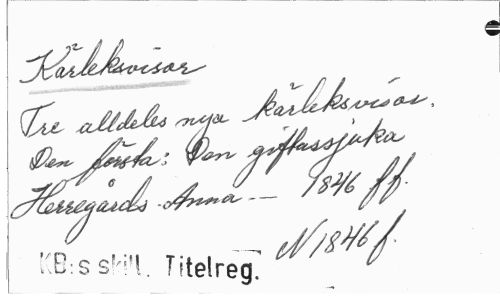 Kärleksvisor
Tre alldeles nya kärleksvisor.
Den första: Den giftassjuka
Herregårds-Anna — 1846 ff.
N 1846 f.
KB:s skill. Titelreg.